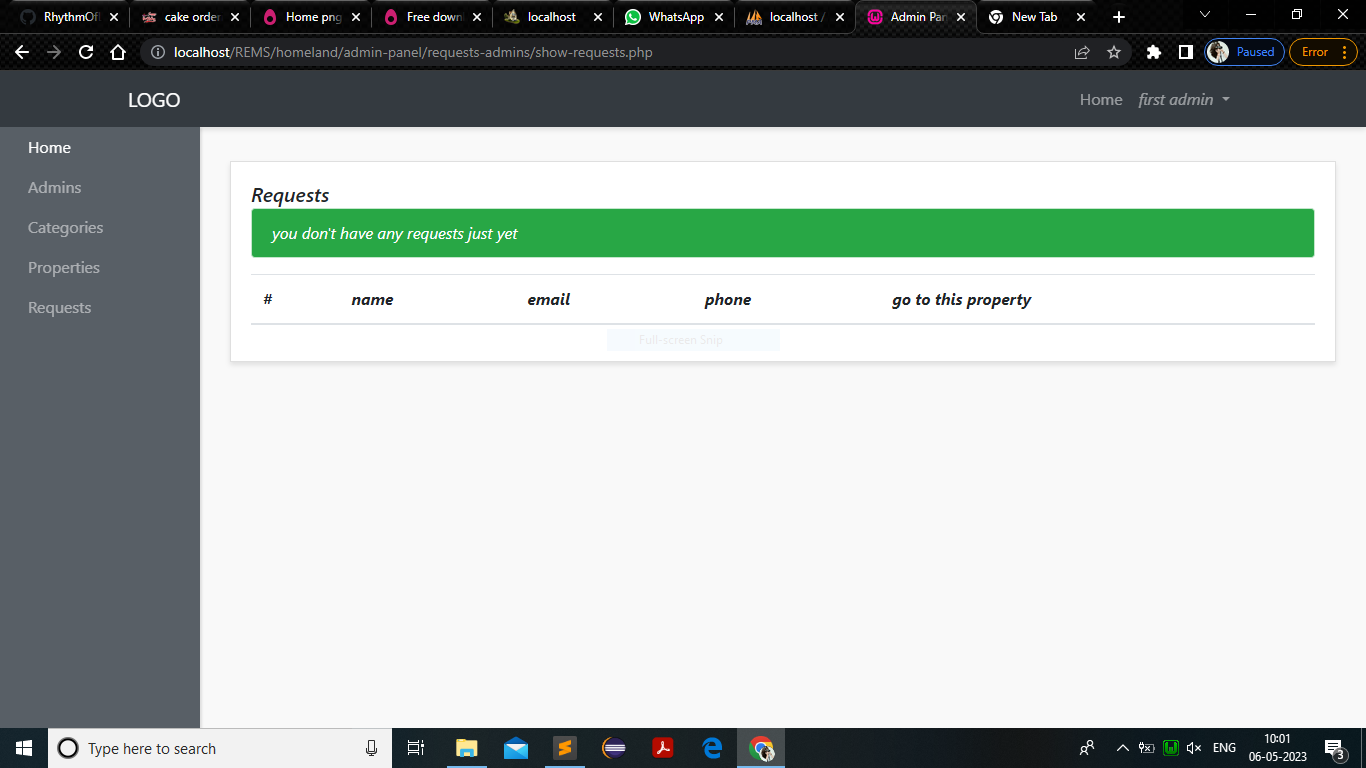 RhythmOfl
cake order
Home png
Free down
localhost
WhatsApp
localhost /
Admin Pan
New Tab
localhost/REMS/homeland/admin-panel/requests-admins/show-requests.php
Paused
Error
LOGO
Home
first admin
Home
Admins
Categories
Properties
Requests
Requests
you don't have any requests just yet
# name email phone go to this property
Full-screen Snip
Type here to search
ENG
10:01
06-05-2023
3